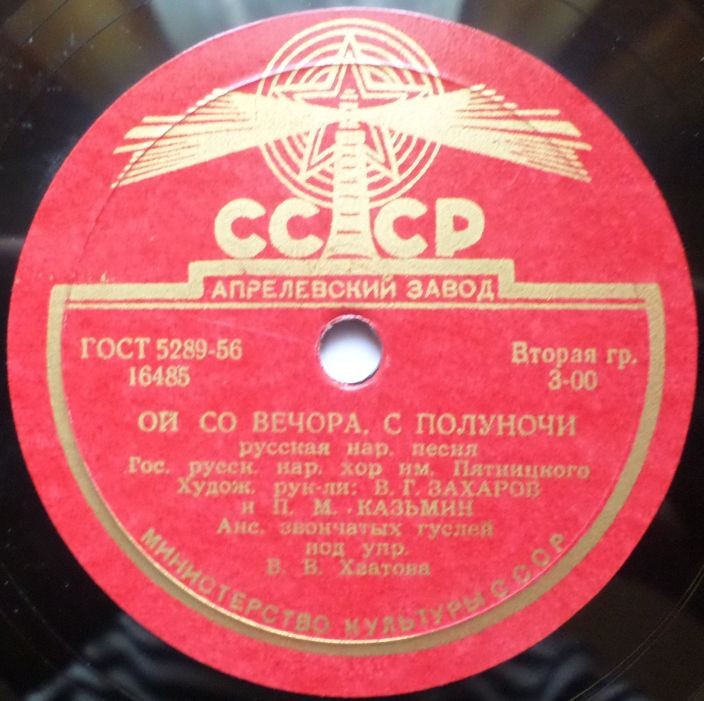 СССР
АПРЕЛЕВСКИЙ ЗАВОД
ГОСТ 5289-56
16485
Вторая гр.
3-00
ОЙ СО ВЕЧОРА, С ПОЛУНОЧИ
русская нар. песня
Гос. русск. нар. хор им. Пятницкого
Худож. рук-ли: В. Г. ЗАХАРОВ
и П. М. КАЗЬМИН
Анс. звончатых гуслей
под упр.
В. В. Хватова
МИНИСТЕРСТВО КУЛЬТУРЫ СССР